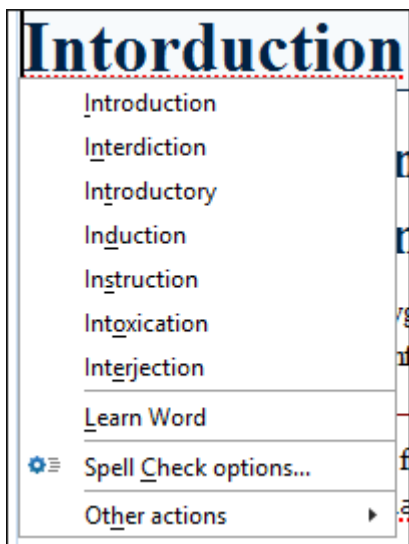 Intorduction
Introduction
Interdiction
Introductory
Induction
Instruction
Intoxication
Interjection
Learn Word
Spell Check options...
Other actions